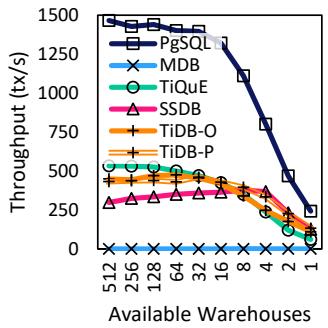 1500
1250
1000
750
500
250
0
Throughput (tx/s)
PgSQL
MDB
TiQuE
SSDB
TiDB-O
TiDB-P
512 256 128 64 32 16 8 4 2 1
Available Warehouses